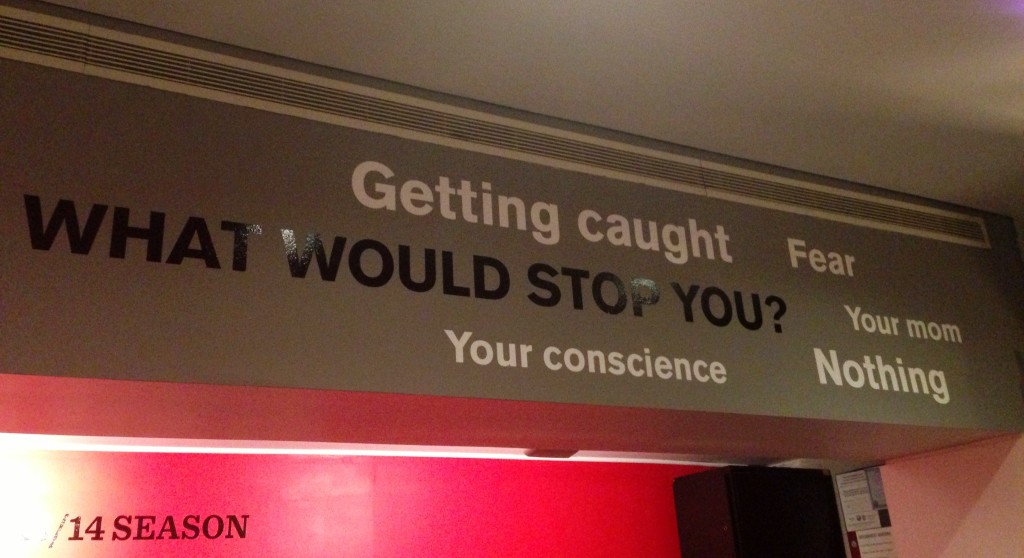 Getting caught
Fear
WHAT WOULD STOP YOU?
Your mom
Your conscience
Nothing
/14 SEASON